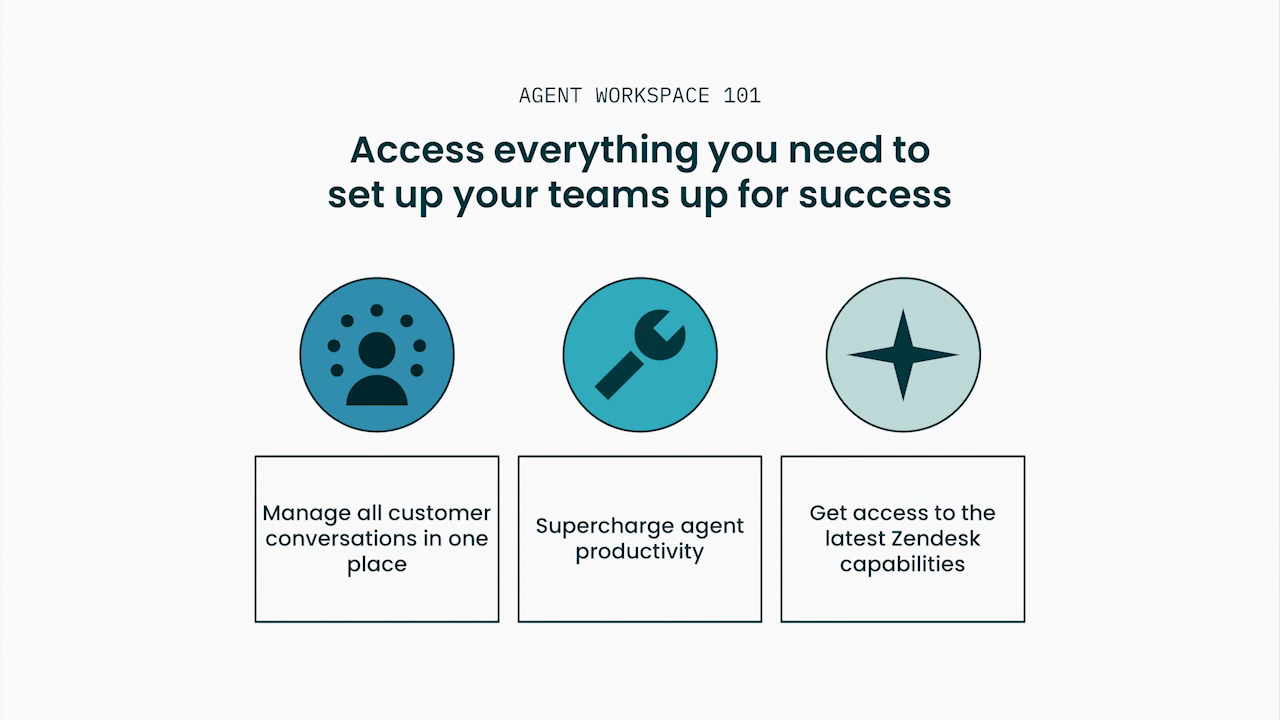 AGENT WORKSPACE 101
Access everything you need to
set up your teams up for success
Manage all customer
conversations in one
place
Supercharge agent
productivity
Get access to the
latest Zendesk
capabilities